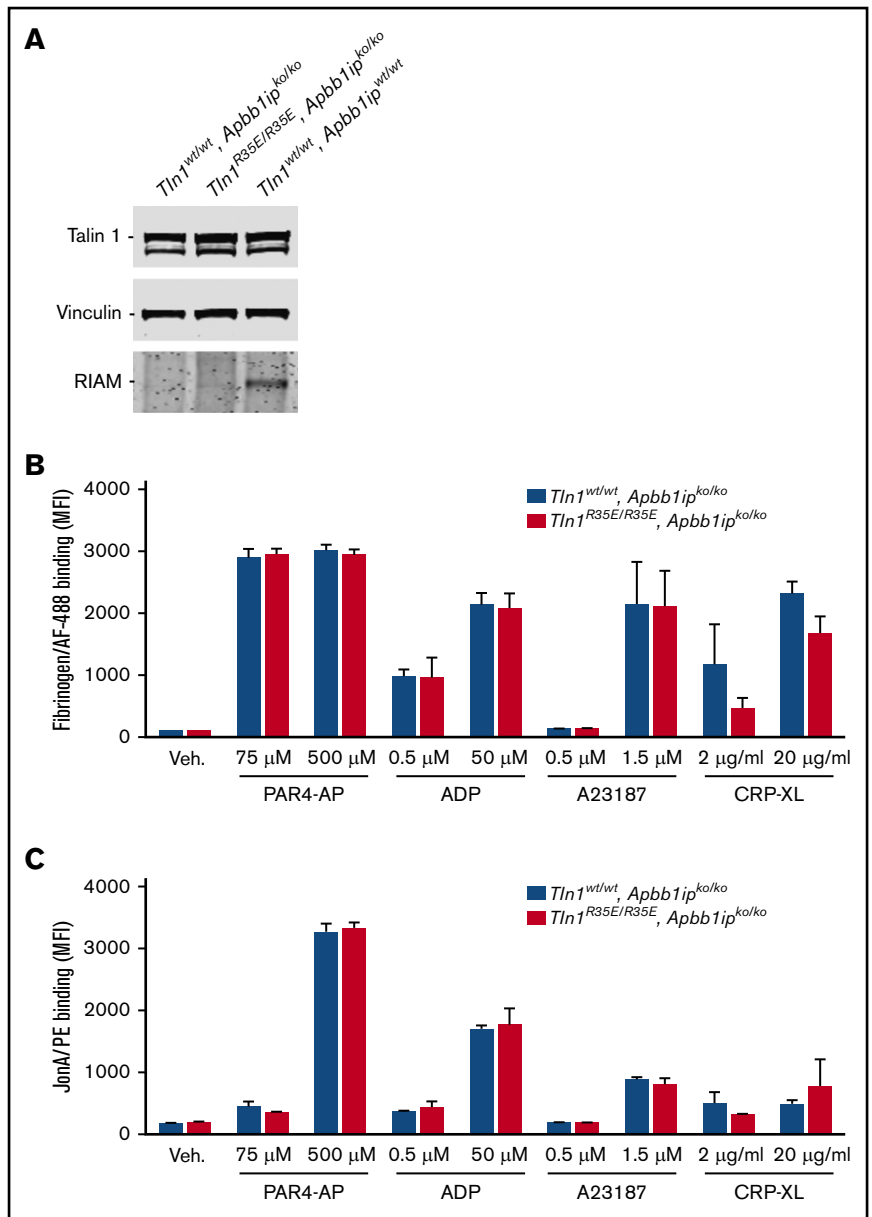 A
Tln1wt/wt, Apbb1ipko/ko
Tln1R35E/R35E, Apbb1ipko/ko
Tln1wt/wt, Apbb1ipwt/wt
Talin 1 -
Vinculin -
RIAM -
B
Fibrinogen/AF-488 binding (MFI)
4000
3000
2000
1000
0
Tln1wt/wt, Apbb1ipko/ko
Tln1R35E/R35E, Apbb1ipko/ko
Veh. 75 μM 500 μM 0.5 μM 50 μM 0.5 μM 1.5 μM 2 μg/ml 20 μg/ml
PAR4-AP ADP A23187 CRP-XL
C
JonA/PE binding (MFI)
4000
3000
2000
1000
0
Tln1wt/wt, Apbb1ipko/ko
Tln1R35E/R35E, Apbb1ipko/ko
Veh. 75 μM 500 μM 0.5 μM 50 μM 0.5 μM 1.5 μM 2 μg/ml 20 μg/ml
PAR4-AP ADP A23187 CRP-XL